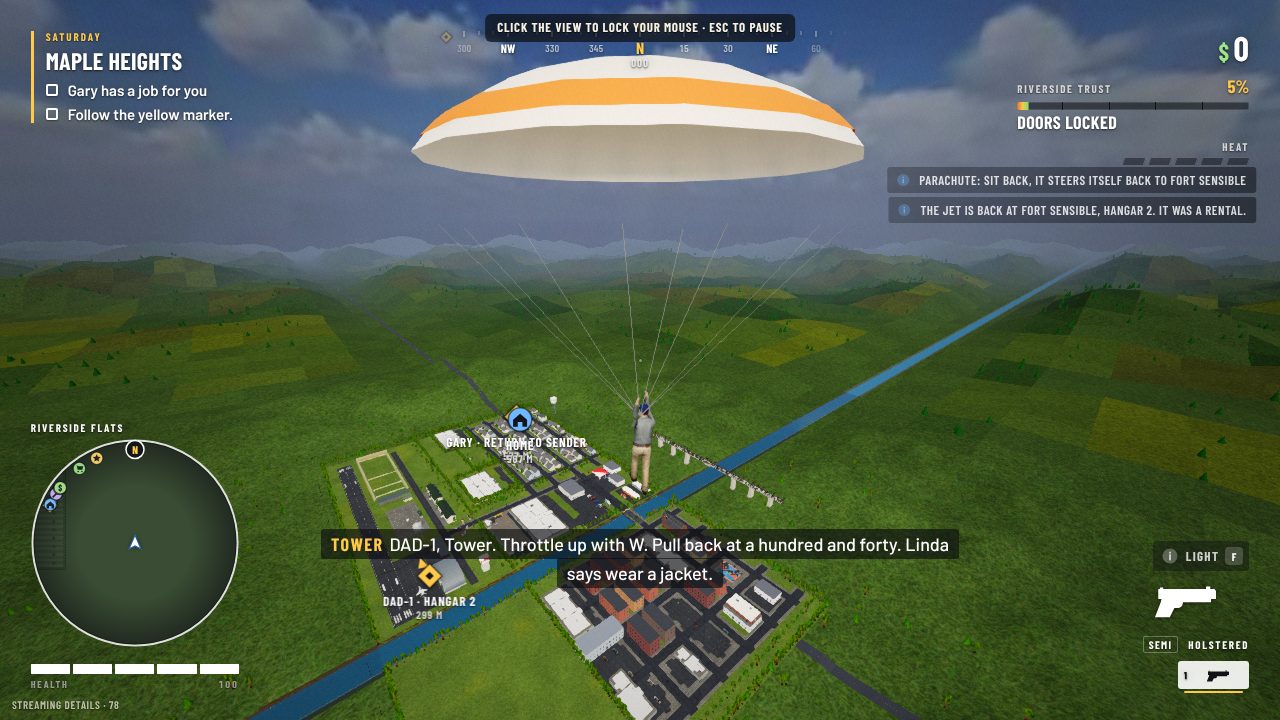 CLICK THE VIEW TO LOCK YOUR MOUSE · ESC TO PAUSE
300 NW 330 345 N 15 30 NE 60
000
SATURDAY
MAPLE HEIGHTS
Gary has a job for you
Follow the yellow marker.
$0
RIVERSIDE TRUST 5%
DOORS LOCKED
HEAT
PARACHUTE: SIT BACK, IT STEERS ITSELF BACK TO FORT SENSIBLE
THE JET IS BACK AT FORT SENSIBLE, HANGAR 2. IT WAS A RENTAL.
GARY · RETURN TO SENDER
HOME
RIVERSIDE FLATS
N
TOWER DAD-1, Tower. Throttle up with W. Pull back at a hundred and forty. Linda
says wear a jacket.
DAD-1 · HANGAR 2
299 M
LIGHT F
SEMI HOLSTERED
1
HEALTH 100
STREAMING DETAILS · 78